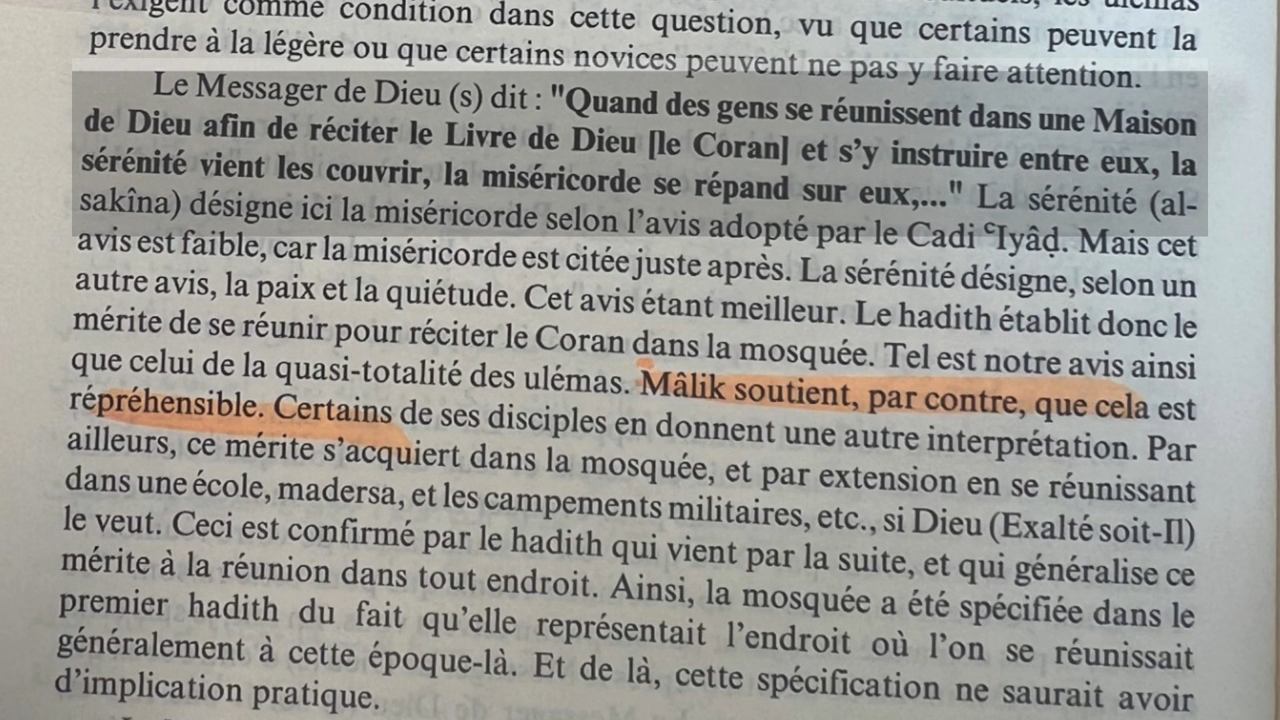 l'exigent comme condition dans cette question, vu que certains peuvent la
prendre à la légère ou que certains novices peuvent ne pas y faire attention.
Le Messager de Dieu (s) dit : "Quand des gens se réunissent dans une Maison
de Dieu afin de réciter le Livre de Dieu [le Coran] et s'y instruire entre eux, la
sérénité vient les couvrir, la miséricorde se répand sur eux,..." La sérénité (al-
sakîna) désigne ici la miséricorde selon l'avis adopté par le Cadi ᶜIyâḍ. Mais cet
avis est faible, car la miséricorde est citée juste après. La sérénité désigne, selon un
autre avis, la paix et la quiétude. Cet avis étant meilleur. Le hadith établit donc le
mérite de se réunir pour réciter le Coran dans la mosquée. Tel est notre avis ainsi
que celui de la quasi-totalité des ulémas. Mâlik soutient, par contre, que cela est
répréhensible. Certains de ses disciples en donnent une autre interprétation. Par
ailleurs, ce mérite s'acquiert dans la mosquée, et par extension en se réunissant
dans une école, madersa, et les campements militaires, etc., si Dieu (Exalté soit-Il)
le veut. Ceci est confirmé par le hadith qui vient par la suite, et qui généralise ce
mérite à la réunion dans tout endroit. Ainsi, la mosquée a été spécifiée dans le
premier hadith du fait qu'elle représentait l'endroit où l'on se réunissait
généralement à cette époque-là. Et de là, cette spécification ne saurait avoir
d'implication pratique.